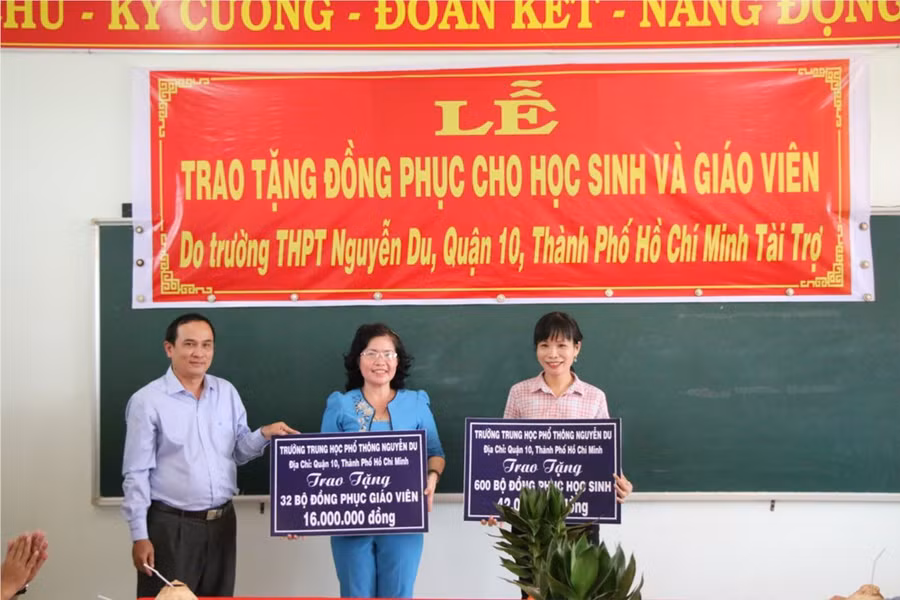 - KỶ CƯƠNG - ĐOÀN KẾT - NĂNG ĐỘNG
LỄ
TRAO TẶNG ĐỒNG PHỤC CHO HỌC SINH VÀ GIÁO VIÊN
Do trường THPT Nguyễn Du, Quận 10, Thành Phố Hồ Chí Minh Tài Trợ
TRƯỜNG TRUNG HỌC PHỔ THÔNG NGUYỄN DU
Địa Chỉ: Quận 10, Thành Phố Hồ Chí Minh
Trao Tặng
32 BỘ ĐỒNG PHỤC GIÁO VIÊN
16.000.000 đồng
TRƯỜNG TRUNG HỌC PHỔ THÔNG NGUYỄN DU
Địa Chỉ: Quận 10, Thành Phố Hồ Chí Minh
Trao Tặng
600 BỘ ĐỒNG PHỤC HỌC SINH